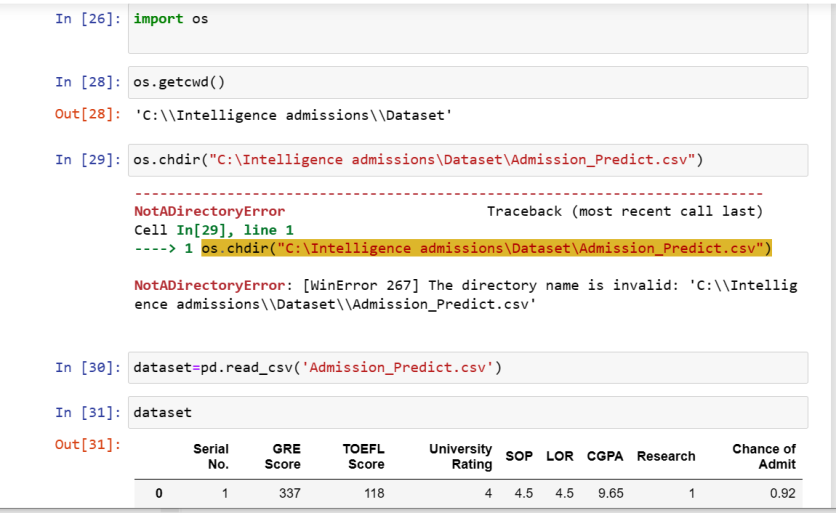 In [26]: import os
In [28]: os.getcwd()
Out[28]: 'C:\\Intelligence admissions\\Dataset'
In [29]: os.chdir("C:\Intelligence admissions\Dataset\Admission_Predict.csv")
---------------------------------------------------------------------------
NotADirectoryError                        Traceback (most recent call last)
Cell In[29], line 1
----> 1 os.chdir("C:\Intelligence admissions\Dataset\Admission_Predict.csv")
NotADirectoryError: [WinError 267] The directory name is invalid: 'C:\\Intellig
ence admissions\\Dataset\\Admission_Predict.csv'
In [30]: dataset=pd.read_csv('Admission_Predict.csv')
In [31]: dataset
Out[31]:
Serial No. GRE Score TOEFL Score University Rating SOP LOR CGPA Research Chance of Admit
0 1 337 118 4 4.5 4.5 9.65 1 0.92